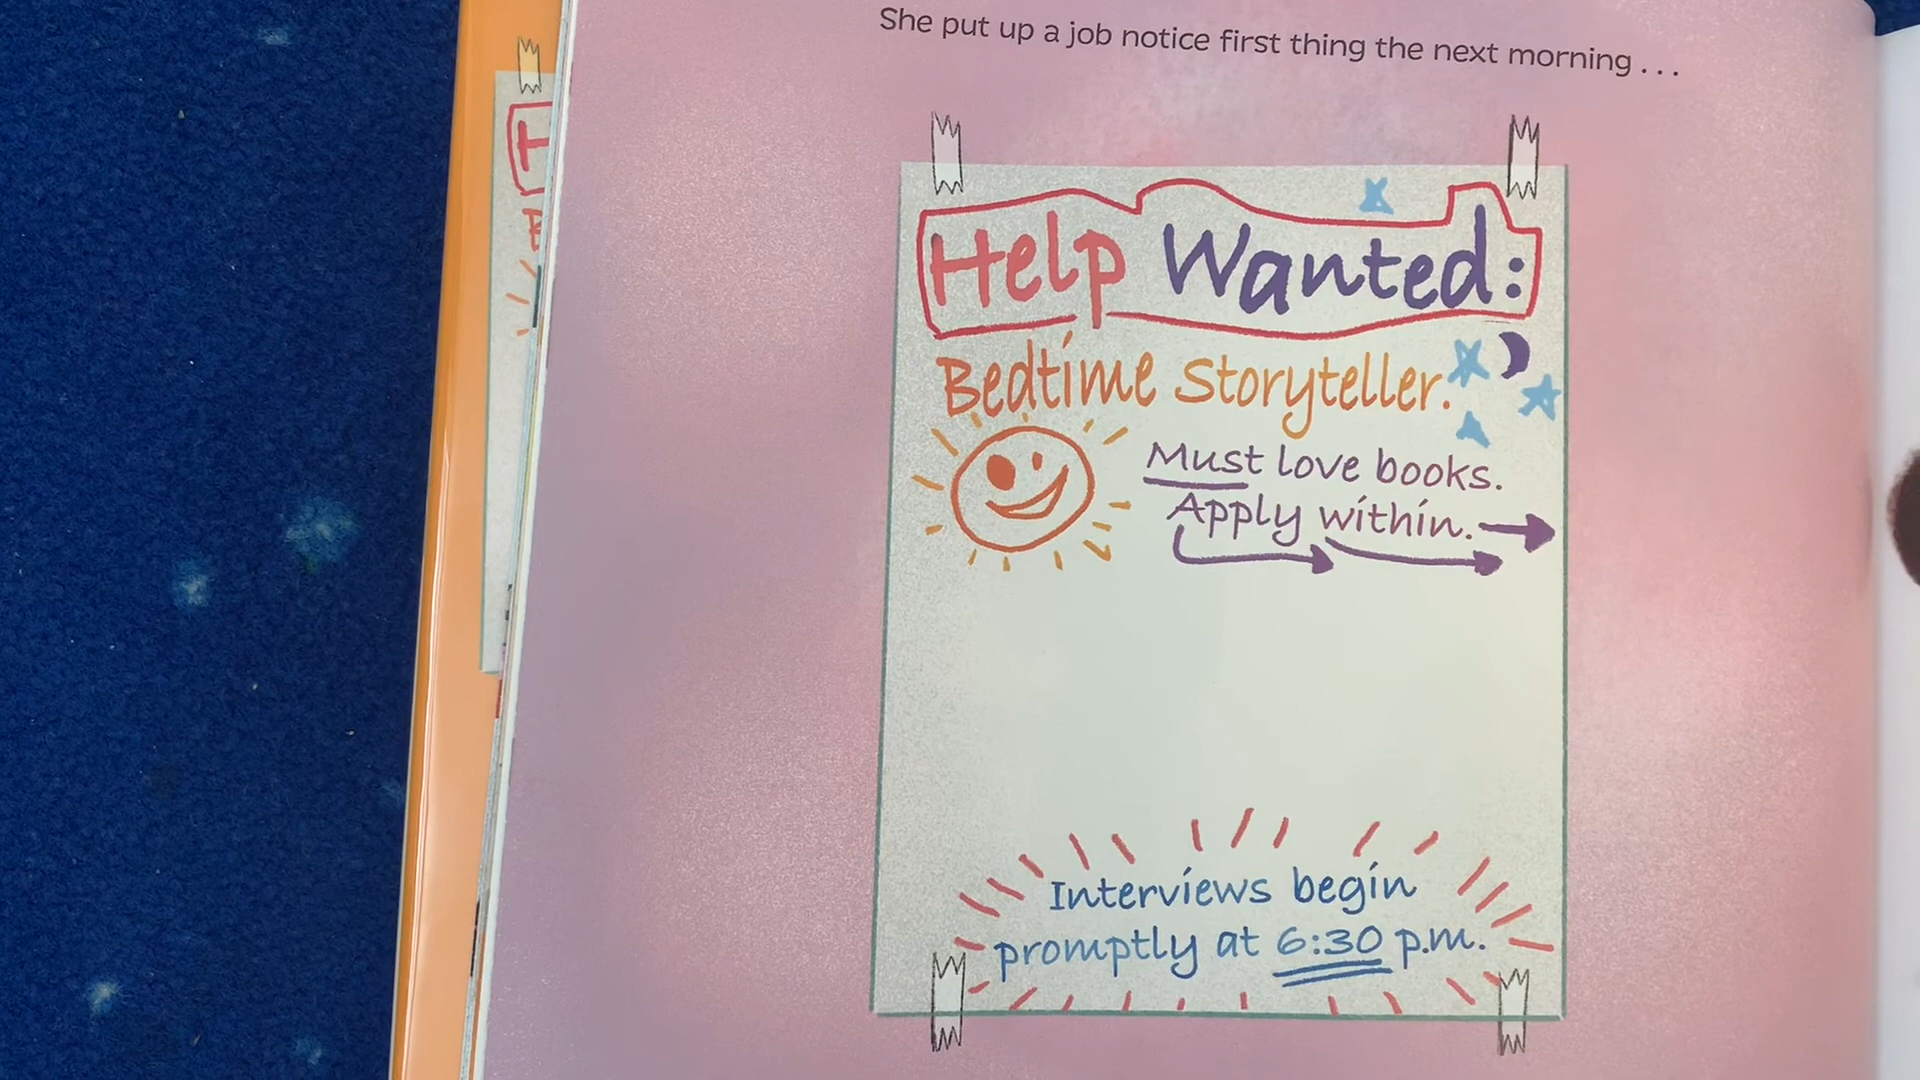 She put up a job notice first thing the next morning . . .
Help Wanted:
Bedtime Storyteller.
Must love books.
Apply within.
Interviews begin
promptly at 6:30 p.m.